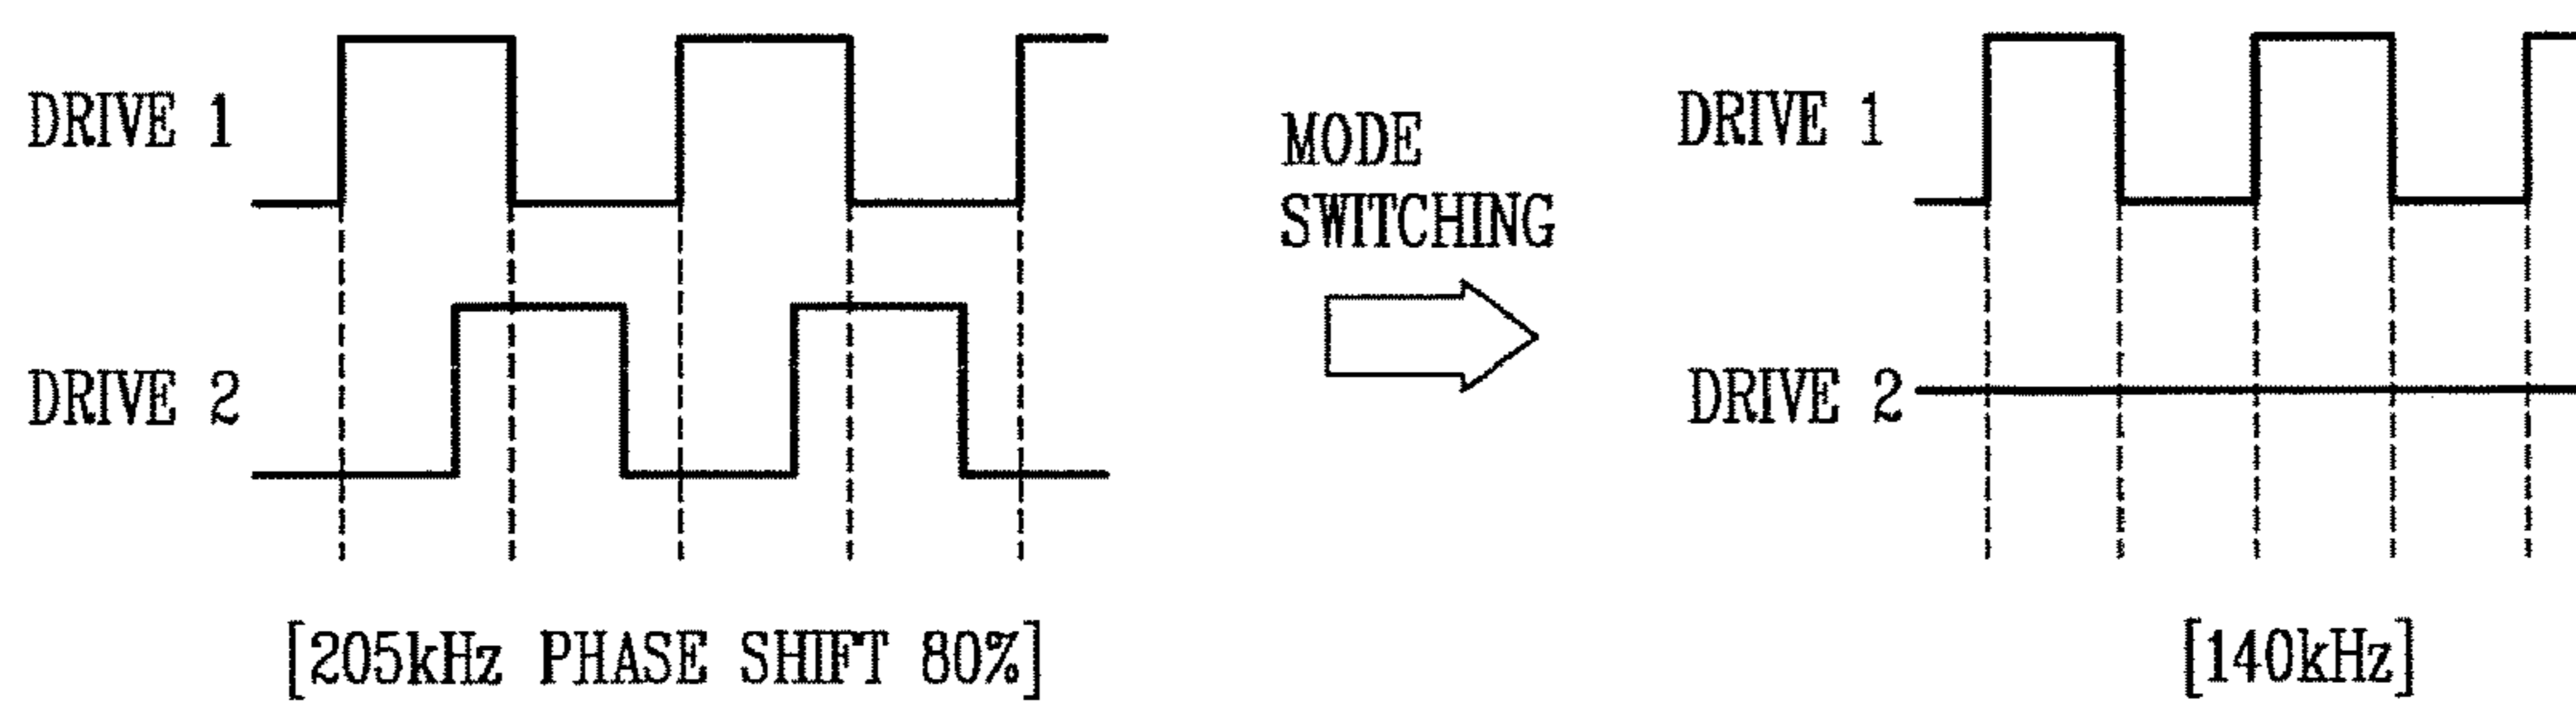 DRIVE 1
DRIVE 2
[205kHz PHASE SHIFT 80%]
MODE
SWITCHING
DRIVE 1
DRIVE 2
[140kHz]